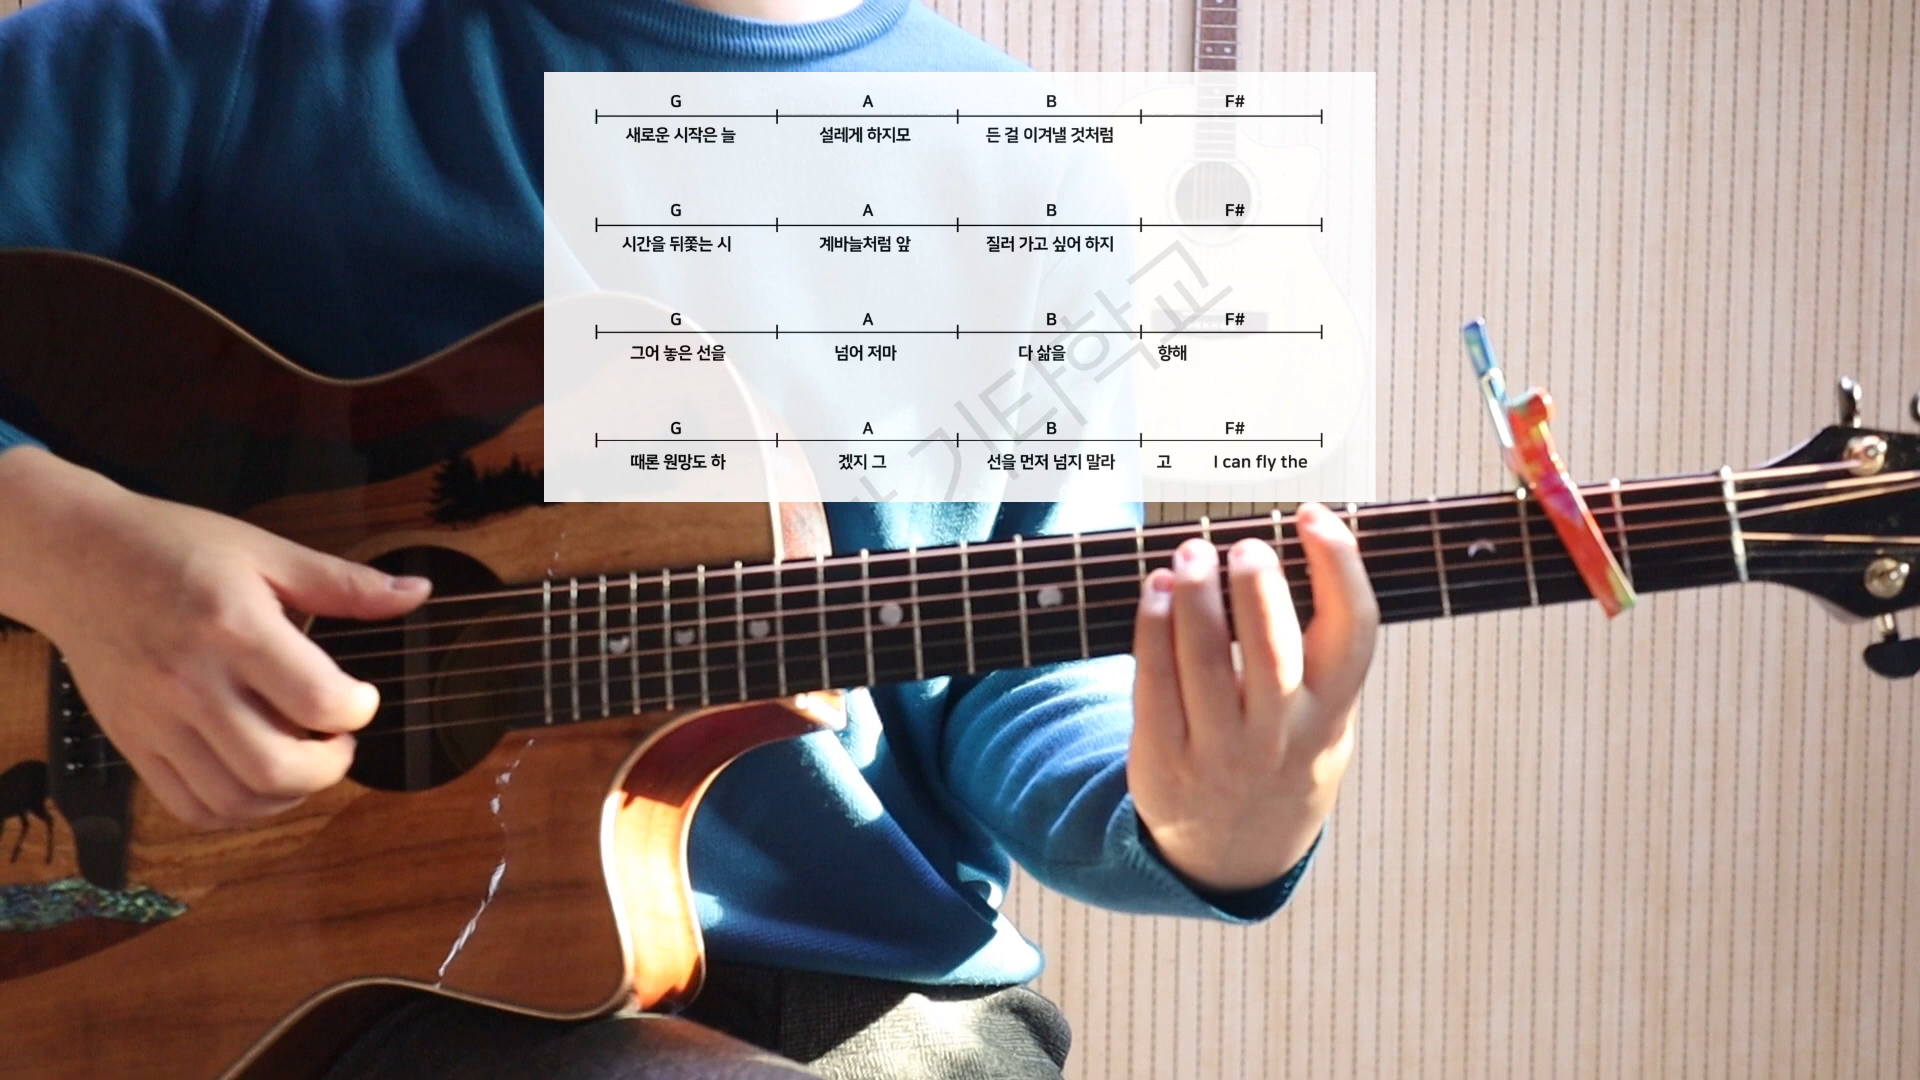 G A B F#
새로운 시작은 늘 설레게 하지모 든 걸 이겨낼 것처럼
G A B F#
시간을 뒤쫓는 시 계바늘처럼 앞 질러 가고 싶어 하지
G A B F#
그어 놓은 선을 넘어 저마 다 삶을 향해
G A B F#
때론 원망도 하 겠지 그 선을 먼저 넘지 말라 고 I can fly the
기타학교